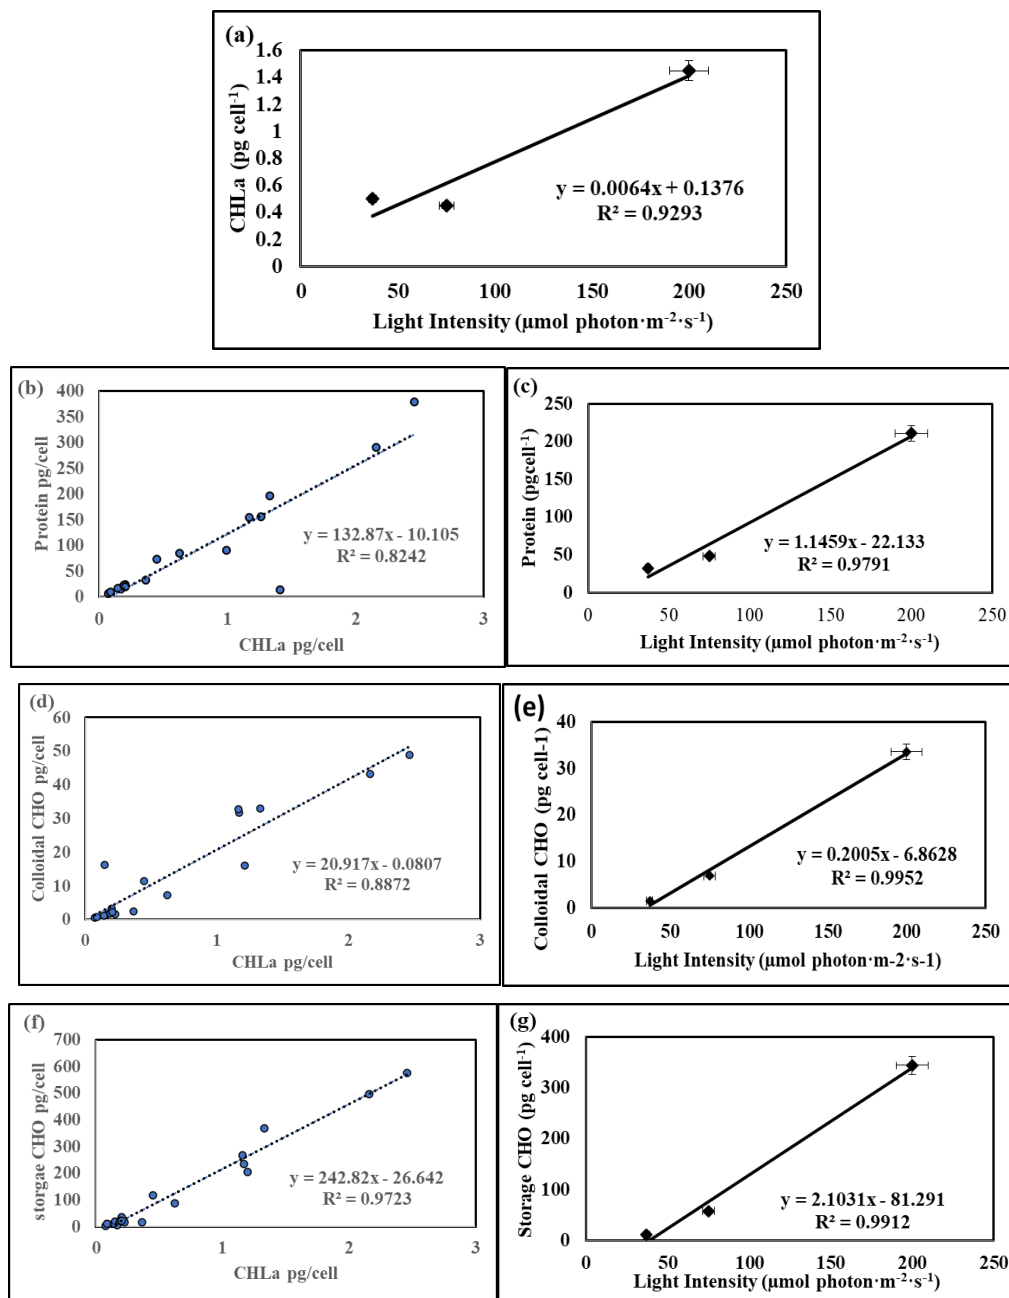 (a)
1.6
1.4
1.2
1
0.8
0.6
0.4
0.2
0
CHLa (pg cell⁻¹)
y = 0.0064x + 0.1376
R² = 0.9293
0 50 100 150 200 250
Light Intensity (µmol photon·m⁻²·s⁻¹)
(b)
400
350
300
250
200
150
100
50
0
Protein pg/cell
y = 132.87x - 10.105
R² = 0.8242
0 1 2 3
CHLa pg/cell
(c)
250
200
150
100
50
0
Protein (pgcell⁻¹)
y = 1.1459x - 22.133
R² = 0.9791
0 50 100 150 200 250
Light Intensity (µmol photon·m⁻²·s⁻¹)
(d)
60
50
40
30
20
10
0
Colloidal CHO pg/cell
y = 20.917x - 0.0807
R² = 0.8872
0 1 2 3
CHLa pg/cell
(e)
40
30
20
10
0
Colloidal CHO (pg cell-1)
y = 0.2005x - 6.8628
R² = 0.9952
0 50 100 150 200 250
Light Intensity (µmol photon·m-2·s-1)
(f)
700
600
500
400
300
200
100
0
storgae CHO pg/cell
y = 242.82x - 26.642
R² = 0.9723
0 1 2 3
CHLa pg/cell
(g)
400
300
200
100
0
Storage CHO (pg cell⁻¹)
y = 2.1031x - 81.291
R² = 0.9912
0 50 100 150 200 250
Light Intensity (µmol photon·m⁻²·s⁻¹)